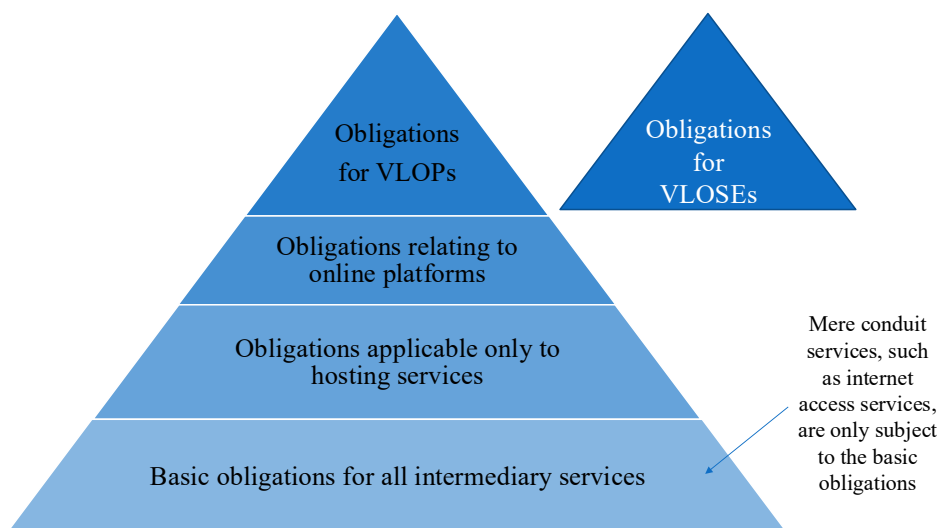 Obligations
for VLOPs
Obligations
for
VLOSEs
Obligations relating to
online platforms
Obligations applicable only to
hosting services
Mere conduit
services, such
as internet
access services,
are only subject
to the basic
obligations
Basic obligations for all intermediary services